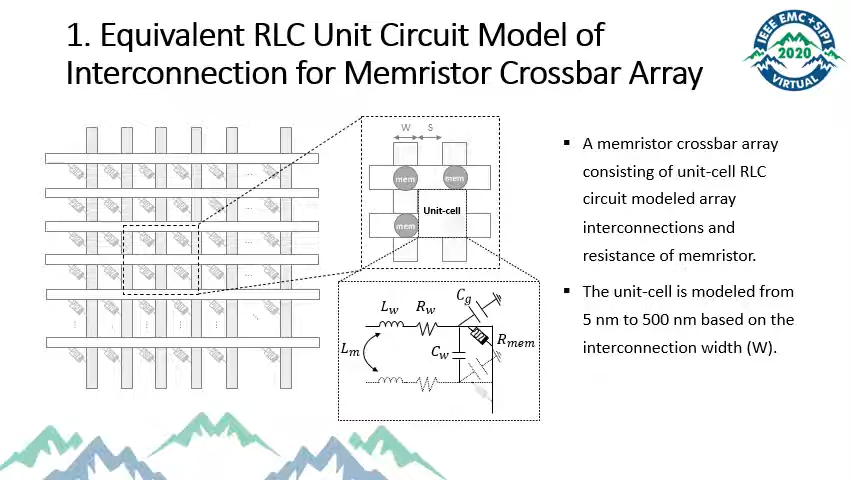 1. Equivalent RLC Unit Circuit Model of
Interconnection for Memristor Crossbar Array
IEEE EMC+SIPI
2020
VIRTUAL
W S
mem mem
Unit-cell
mem
L_w R_w C_g
L_m C_w R_mem
▪ A memristor crossbar array
consisting of unit-cell RLC
circuit modeled array
interconnections and
resistance of memristor.
▪ The unit-cell is modeled from
5 nm to 500 nm based on the
interconnection width (W).